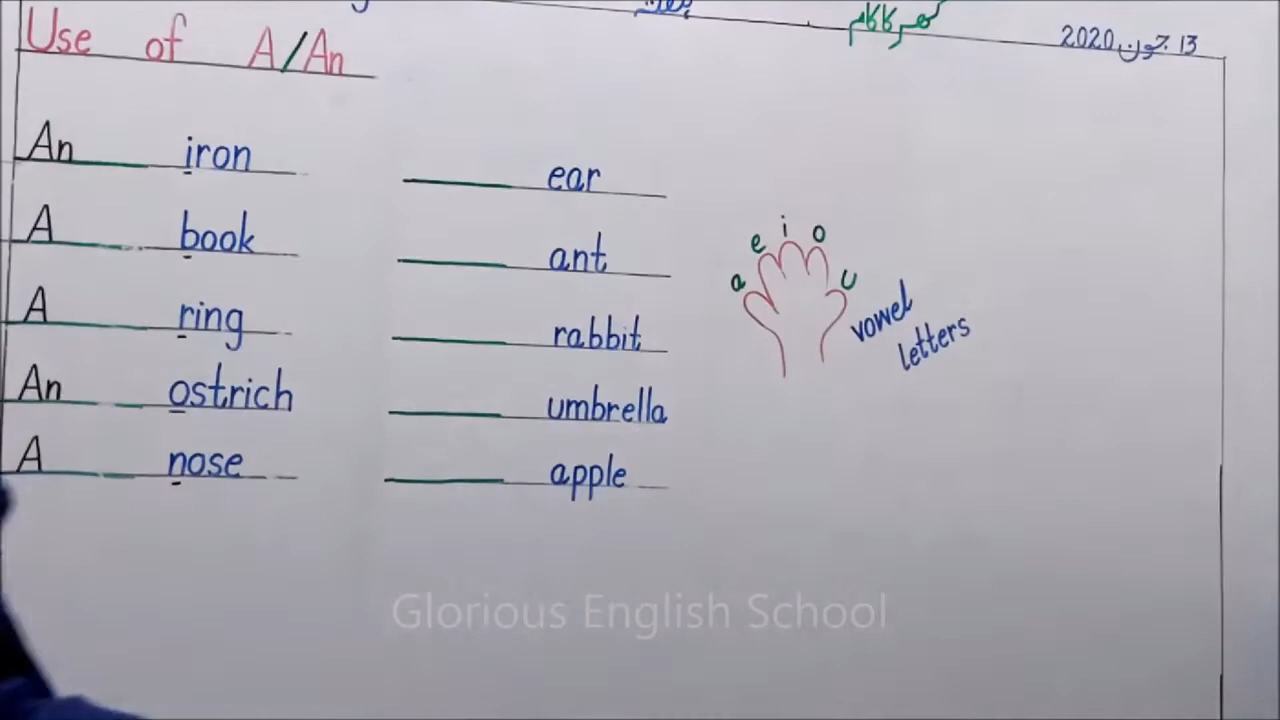 گھر کا کام
13 جون 2020
Use of A/An
An iron
A book
A ring
An ostrich
A nose
ear
ant
rabbit
umbrella
apple
a e i o u
vowel
letters
Glorious English School